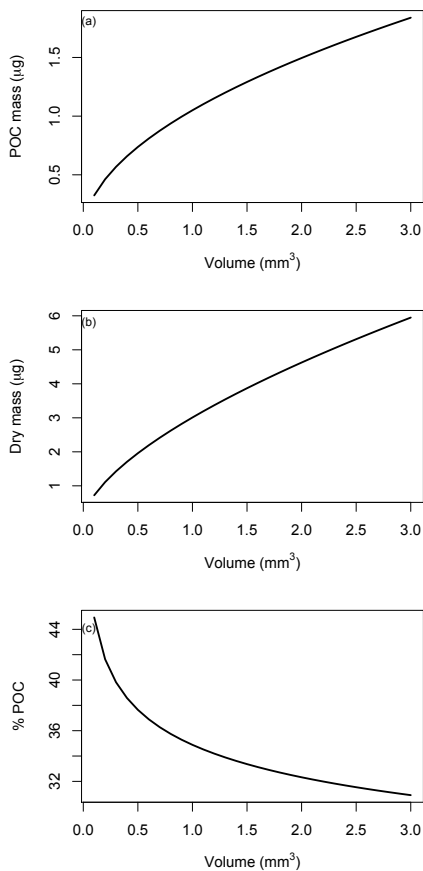 (a)
POC mass (μg)
1.5
1.0
0.5
0.0 0.5 1.0 1.5 2.0 2.5 3.0
Volume (mm³)
(b)
Dry mass (μg)
6
5
4
3
2
1
0.0 0.5 1.0 1.5 2.0 2.5 3.0
Volume (mm³)
(c)
% POC
44
40
36
32
0.0 0.5 1.0 1.5 2.0 2.5 3.0
Volume (mm³)